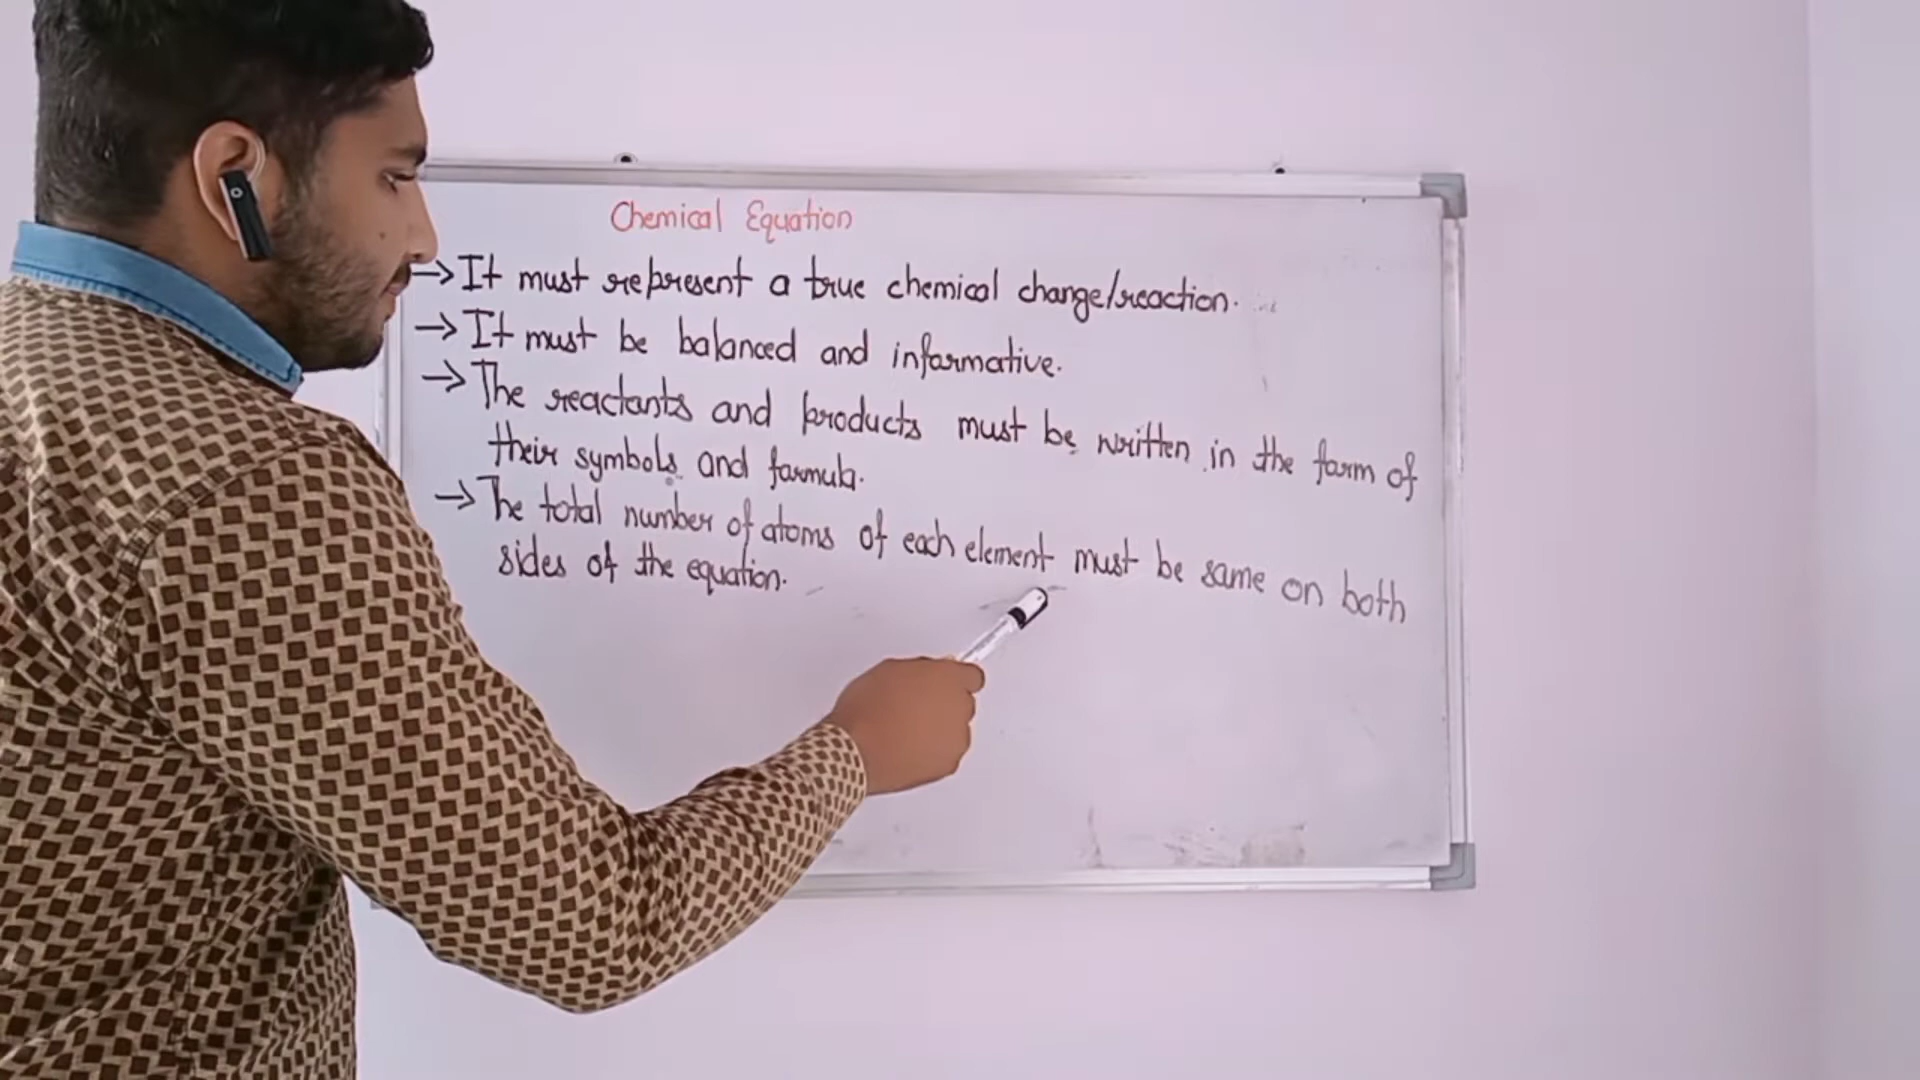 Chemical Equation
→ It must represent a true chemical change/reaction.
→ It must be balanced and informative.
→ The reactants and products must be written in the form of
their symbols and formula.
→ The total number of atoms of each element must be same on both
sides of the equation.